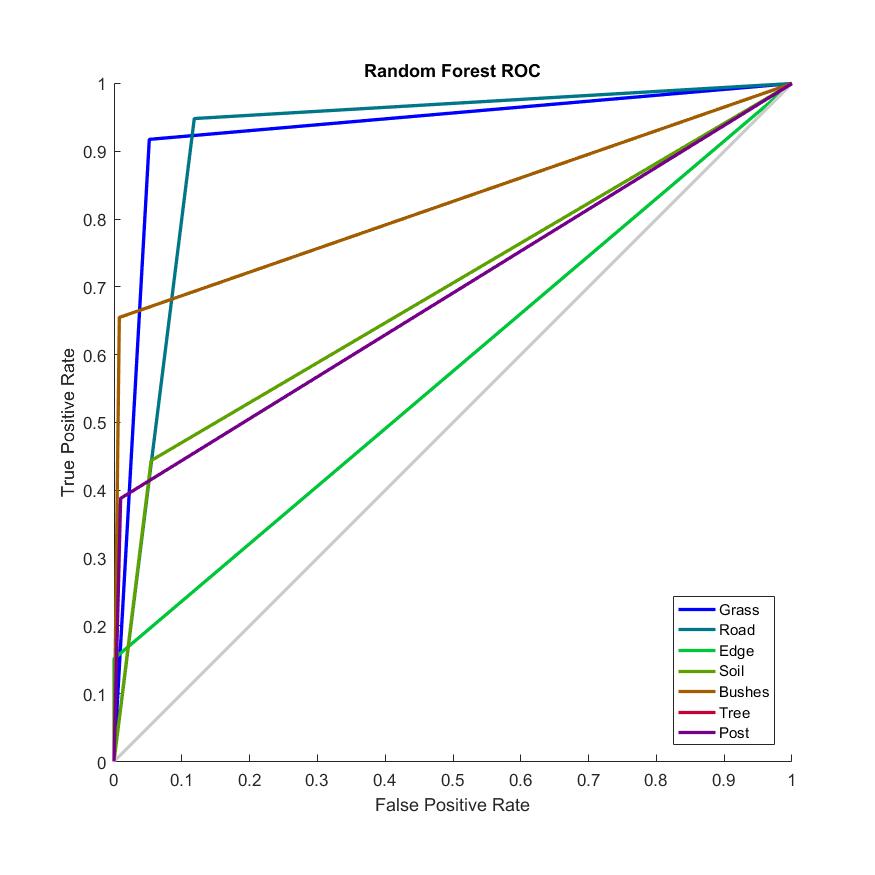 Random Forest ROC
1
0.9
0.8
0.7
0.6
0.5
0.4
0.3
0.2
0.1
0
True Positive Rate
Grass
Road
Edge
Soil
Bushes
Tree
Post
0 0.1 0.2 0.3 0.4 0.5 0.6 0.7 0.8 0.9 1
False Positive Rate